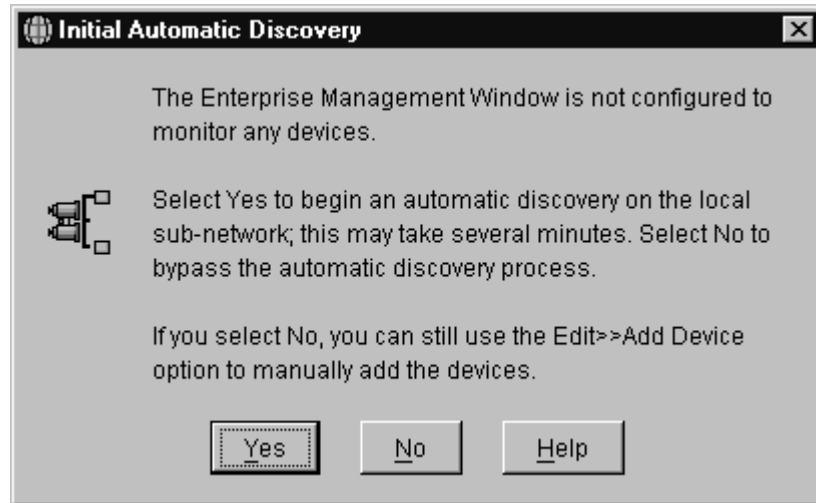 Initial Automatic Discovery
The Enterprise Management Window is not configured to
monitor any devices.
Select Yes to begin an automatic discovery on the local
sub-network; this may take several minutes. Select No to
bypass the automatic discovery process.
If you select No, you can still use the Edit>>Add Device
option to manually add the devices.
Yes No Help